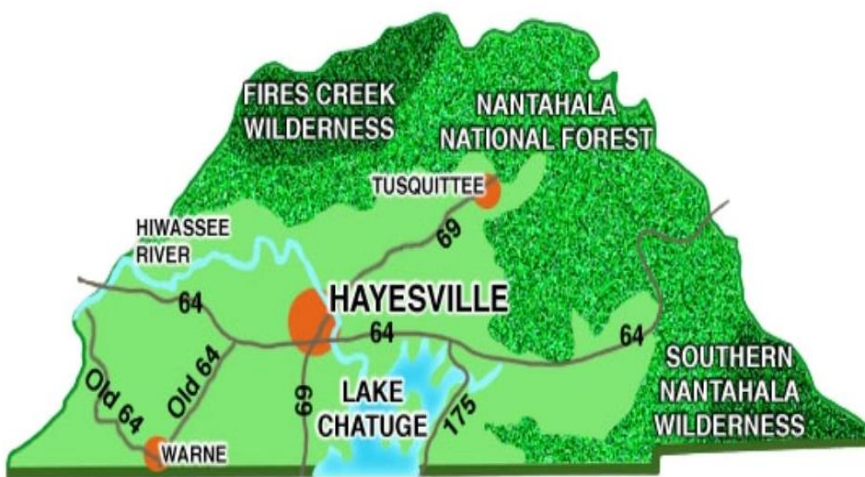 FIRES CREEK
WILDERNESS
NANTAHALA
NATIONAL FOREST
TUSQUITTEE
HIWASSEE
RIVER
69
64
HAYESVILLE
64
64
Old 64
Old 64
69
LAKE
CHATUGE
175
SOUTHERN
NANTAHALA
WILDERNESS
WARNE